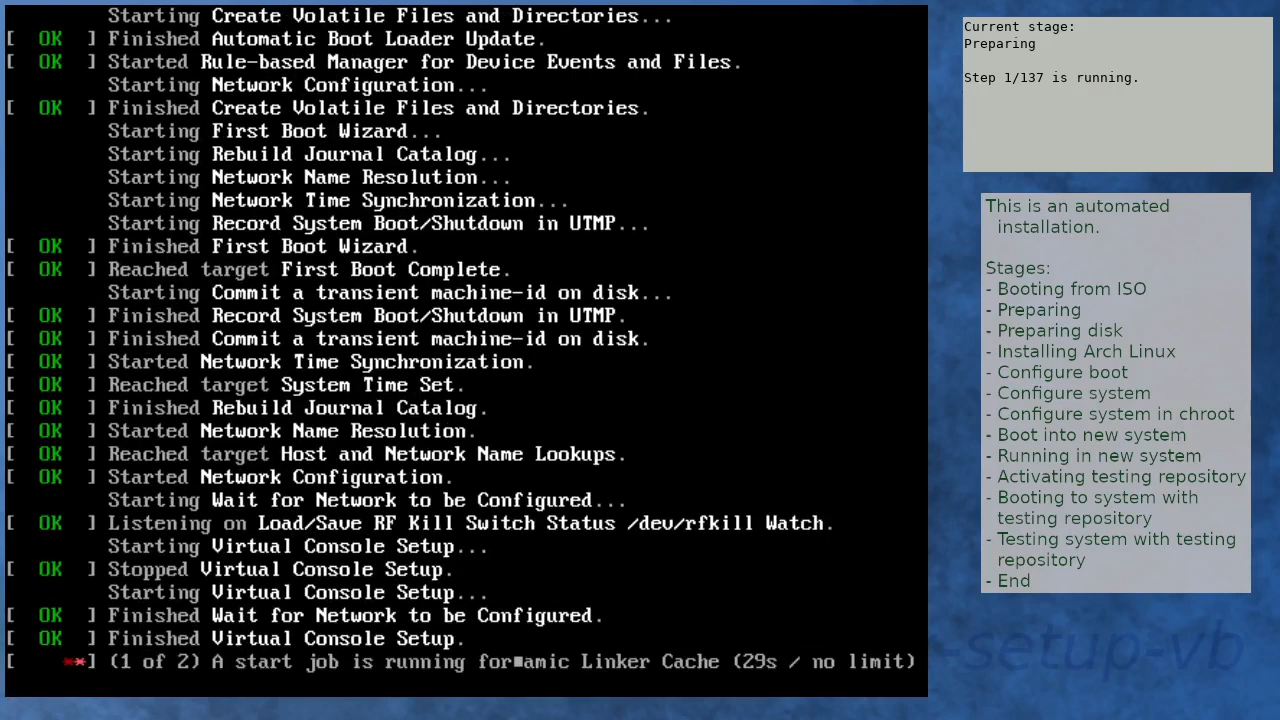 Starting Create Volatile Files and Directories...
[  OK  ] Finished Automatic Boot Loader Update.
[  OK  ] Started Rule-based Manager for Device Events and Files.
Starting Network Configuration...
[  OK  ] Finished Create Volatile Files and Directories.
Starting First Boot Wizard...
Starting Rebuild Journal Catalog...
Starting Network Name Resolution...
Starting Network Time Synchronization...
Starting Record System Boot/Shutdown in UTMP...
[  OK  ] Finished First Boot Wizard.
[  OK  ] Reached target First Boot Complete.
Starting Commit a transient machine-id on disk...
[  OK  ] Finished Record System Boot/Shutdown in UTMP.
[  OK  ] Finished Commit a transient machine-id on disk.
[  OK  ] Started Network Time Synchronization.
[  OK  ] Reached target System Time Set.
[  OK  ] Finished Rebuild Journal Catalog.
[  OK  ] Started Network Name Resolution.
[  OK  ] Reached target Host and Network Name Lookups.
[  OK  ] Started Network Configuration.
Starting Wait for Network to be Configured...
[  OK  ] Listening on Load/Save RF Kill Switch Status /dev/rfkill Watch.
Starting Virtual Console Setup...
[  OK  ] Stopped Virtual Console Setup.
Starting Virtual Console Setup...
[  OK  ] Finished Wait for Network to be Configured.
[  OK  ] Finished Virtual Console Setup.
[    **] (1 of 2) A start job is running for■amic Linker Cache (29s / no limit)
Current stage:
Preparing
Step 1/137 is running.
This is an automated
installation.
Stages:
- Booting from ISO
- Preparing
- Preparing disk
- Installing Arch Linux
- Configure boot
- Configure system
- Configure system in chroot
- Boot into new system
- Running in new system
- Activating testing repository
- Booting to system with
testing repository
- Testing system with testing
repository
- End
-setup-vb